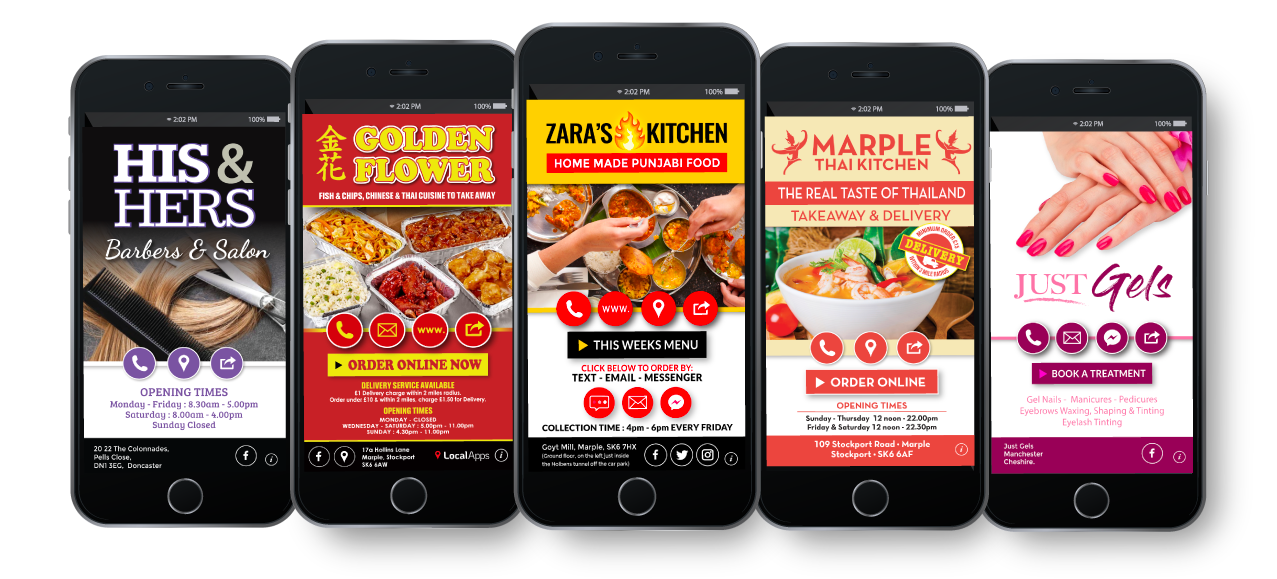 2:02 PM 100%
HIS &
HERS
Barbers & Salon
OPENING TIMES
Monday - Friday : 8.30am - 5.00pm
Saturday : 8.00am - 4.00pm
Sunday Closed
20 22 The Colonnades,
Pells Close,
DN1 3EG, Doncaster
f
i
2:02 PM 100%
金花
GOLDEN
FLOWER
FISH & CHIPS, CHINESE & THAI CUISINE TO TAKE AWAY
www.
ORDER ONLINE NOW
DELIVERY SERVICE AVAILABLE
£1 Delivery charge within 2 miles radius.
Order under £10 & within 2 miles, charge £1.50 for Delivery.
OPENING TIMES
MONDAY - CLOSED
WEDNESDAY - SATURDAY : 5.00pm - 11.00pm
SUNDAY : 4.30pm - 11.00pm
f
17a Hollins Lane
Marple, Stockport
SK6 6AW
LocalApps
i
2:02 PM 100%
ZARA'S KITCHEN
HOME MADE PUNJABI FOOD
www.
THIS WEEKS MENU
CLICK BELOW TO ORDER BY:
TEXT - EMAIL - MESSENGER
COLLECTION TIME : 4pm - 6pm EVERY FRIDAY
Goyt Mill, Marple, SK6 7HX
(Ground floor, on the left, just inside
the Holbens tunnel off the car park)
f
i
2:02 PM 100%
MARPLE
THAI KITCHEN
THE REAL TASTE OF THAILAND
TAKEAWAY & DELIVERY
MINIMUM ORDER
DELIVERY
MILE RADIUS
ORDER ONLINE
OPENING TIMES
Sunday - Thursday 12 noon - 22.00pm
Friday & Saturday 12 noon - 22.30pm
109 Stockport Road • Marple
Stockport • SK6 6AF
i
2:02 PM 100%
JUST Gels
BOOK A TREATMENT
Gel Nails - Manicures - Pedicures
Eyebrows Waxing, Shaping & Tinting
Eyelash Tinting
Just Gels
Manchester
Cheshire.
f
i